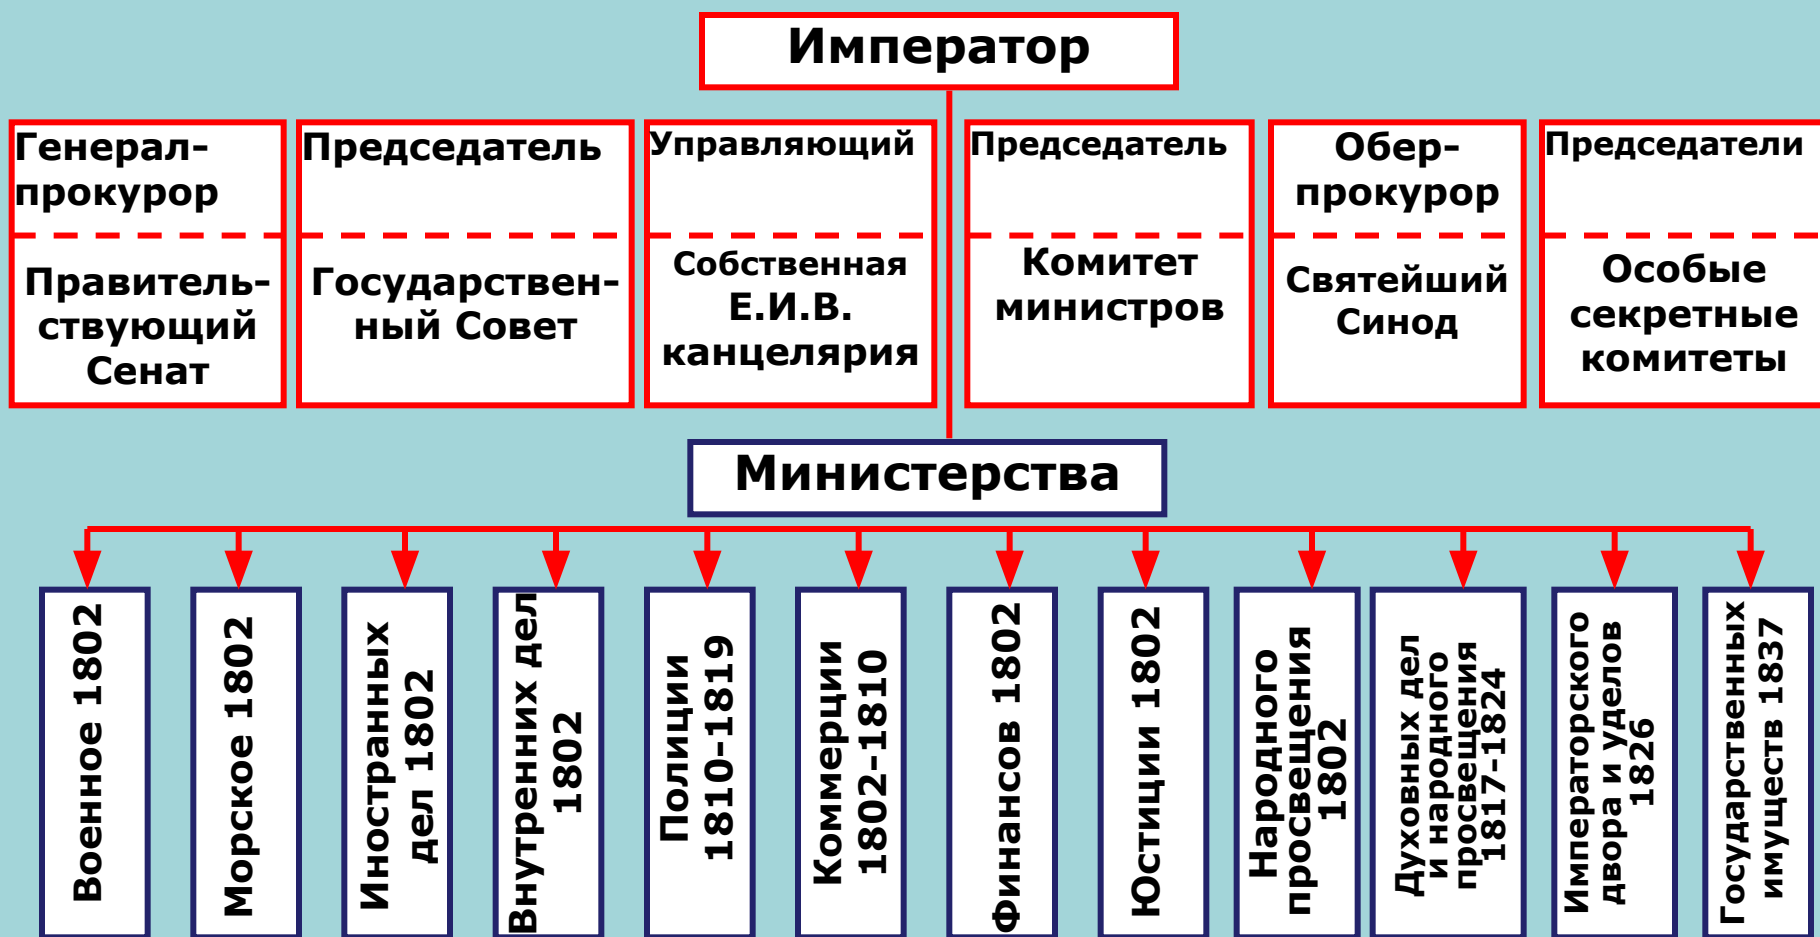 Император
Генерал-
прокурор
Правитель-
ствующий
Сенат
Председатель
Государствен-
ный Совет
Управляющий
Собственная
Е.И.В.
канцелярия
Председатель
Комитет
министров
Обер-
прокурор
Святейший
Синод
Председатели
Особые
секретные
комитеты
Министерства
Военное 1802
Морское 1802
Иностранных
дел 1802
Внутренних дел
1802
Полиции
1810-1819
Коммерции
1802-1810
Финансов 1802
Юстиции 1802
Народного
просвещения
1802
Духовных дел
и народного
просвещения
1817-1824
Императорского
двора и уделов
1826
Государственных
имуществ 1837